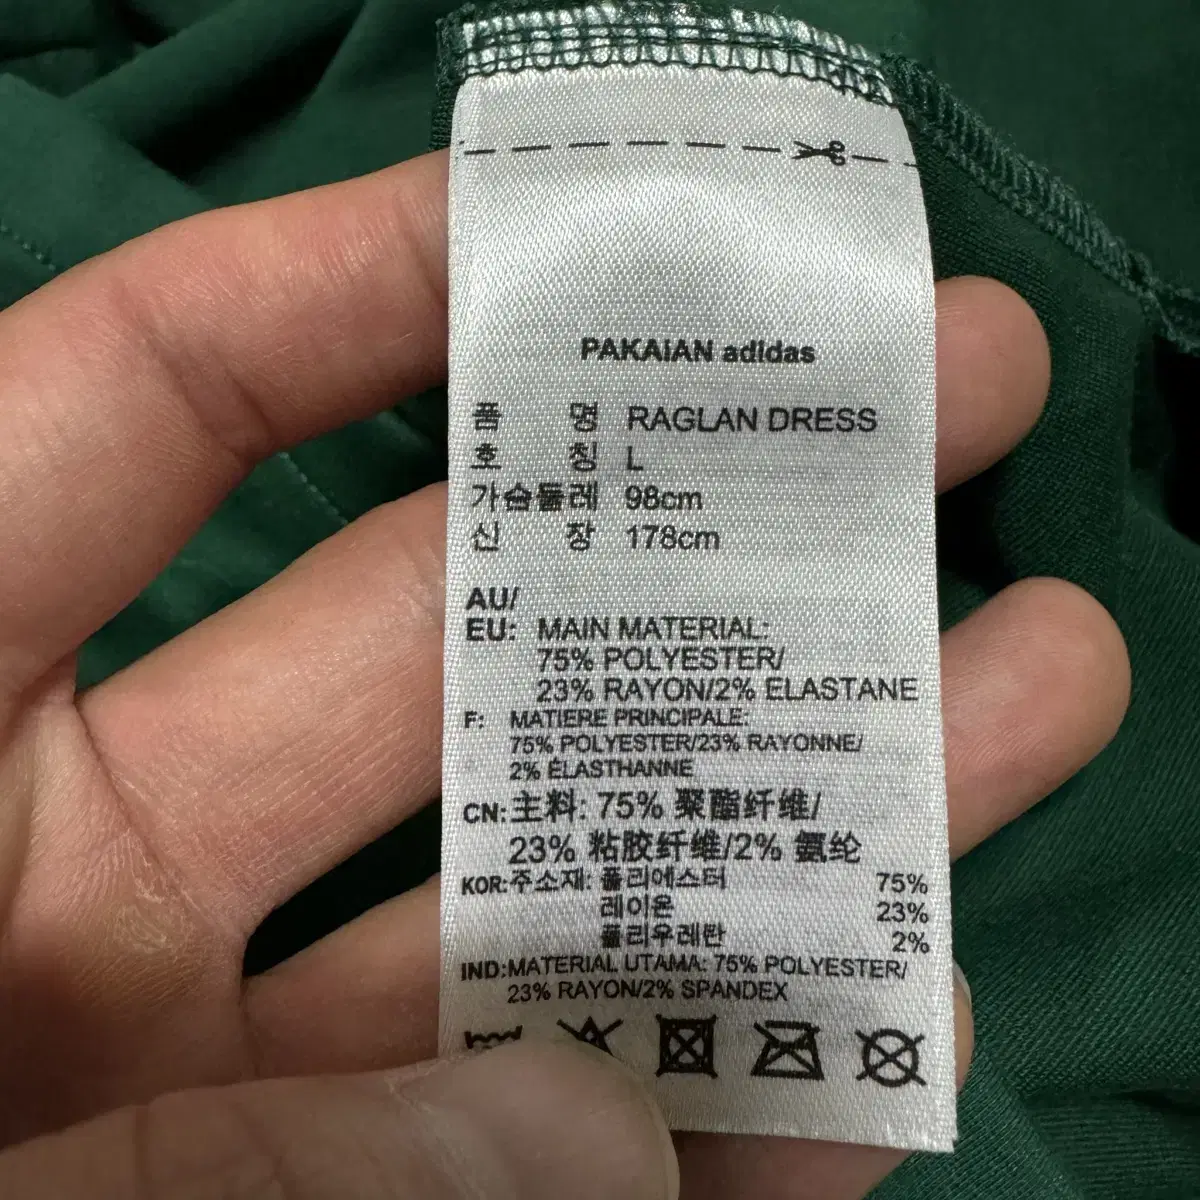 PAKAIAN adidas
품 명 RAGLAN DRESS
호 칭 L
가슴둘레 98cm
신 장 178cm
AU/
EU: MAIN MATERIAL:
75% POLYESTER/
23% RAYON/2% ELASTANE
F: MATIERE PRINCIPALE:
75% POLYESTER/23% RAYONNE/
2% ÉLASTHANNE
CN:主料: 75% 聚酯纤维/
23% 粘胶纤维/2% 氨纶
KOR:주소재: 폴리에스터 75%
레이온 23%
폴리우레탄 2%
IND:MATERIAL UTAMA: 75% POLYESTER/
23% RAYON/2% SPANDEX